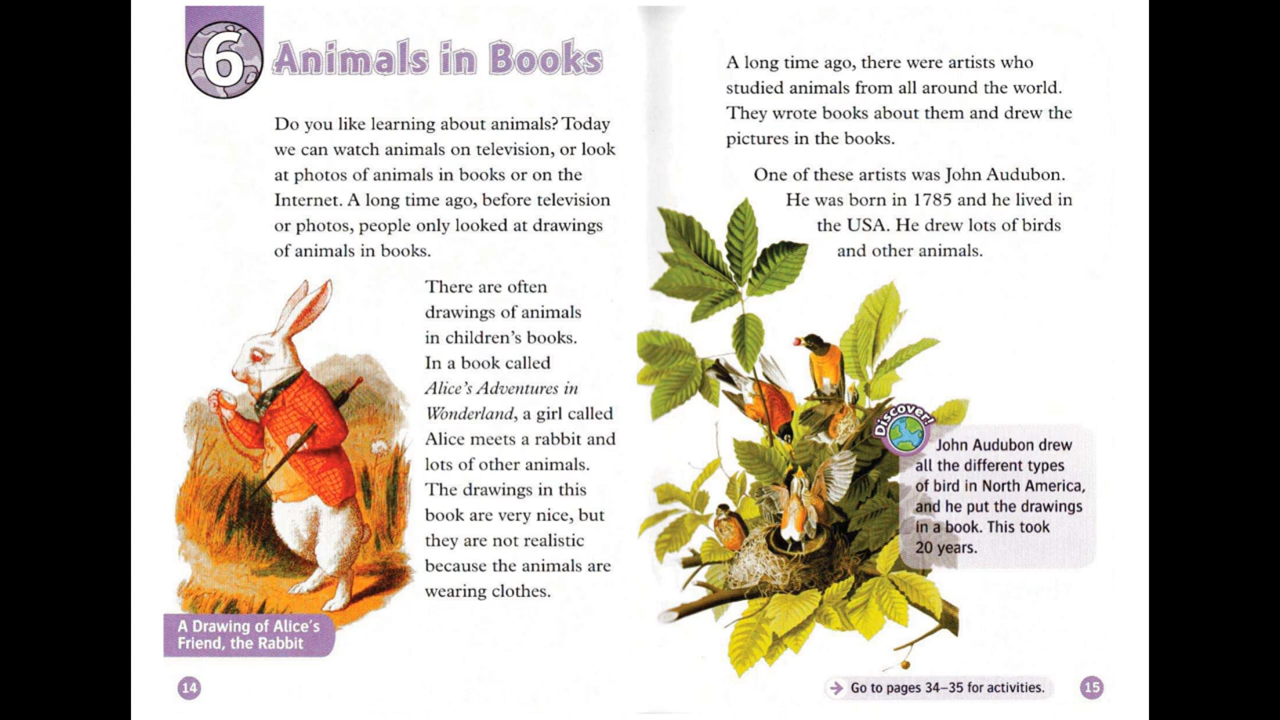 6 Animals in Books
Do you like learning about animals? Today
we can watch animals on television, or look
at photos of animals in books or on the
Internet. A long time ago, before television
or photos, people only looked at drawings
of animals in books.
There are often
drawings of animals
in children's books.
In a book called
Alice's Adventures in
Wonderland, a girl called
Alice meets a rabbit and
lots of other animals.
The drawings in this
book are very nice, but
they are not realistic
because the animals are
wearing clothes.
A Drawing of Alice's
Friend, the Rabbit
14
A long time ago, there were artists who
studied animals from all around the world.
They wrote books about them and drew the
pictures in the books.
One of these artists was John Audubon.
He was born in 1785 and he lived in
the USA. He drew lots of birds
and other animals.
Discover!
John Audubon drew
all the different types
of bird in North America,
and he put the drawings
in a book. This took
20 years.
→ Go to pages 34–35 for activities.
15